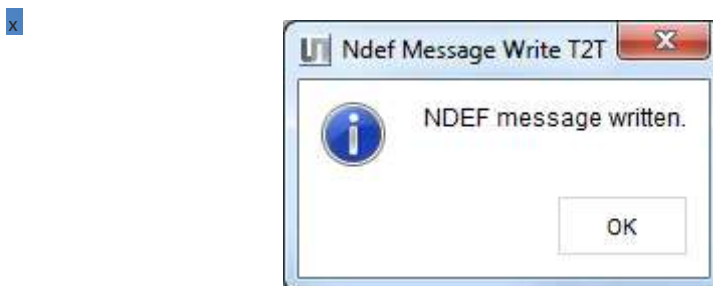 x
Ndef Message Write T2T
NDEF message written.
OK